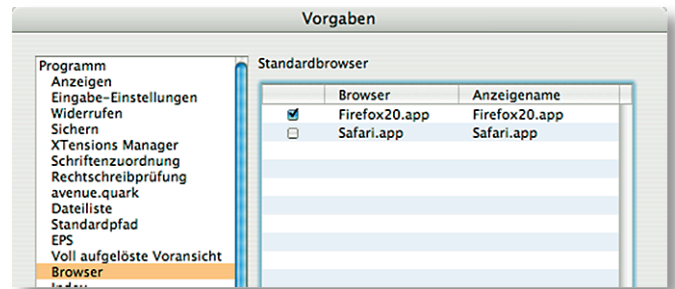 Vorgaben
Programm
Anzeigen
Eingabe-Einstellungen
Widerrufen
Sichern
XTensions Manager
Schriftenzuordnung
Rechtschreibprüfung
avenue.quark
Dateiliste
Standardpfad
EPS
Voll aufgelöste Voransicht
Browser
Index
Standardbrowser
Browser Anzeigename
Firefox20.app Firefox20.app
Safari.app Safari.app